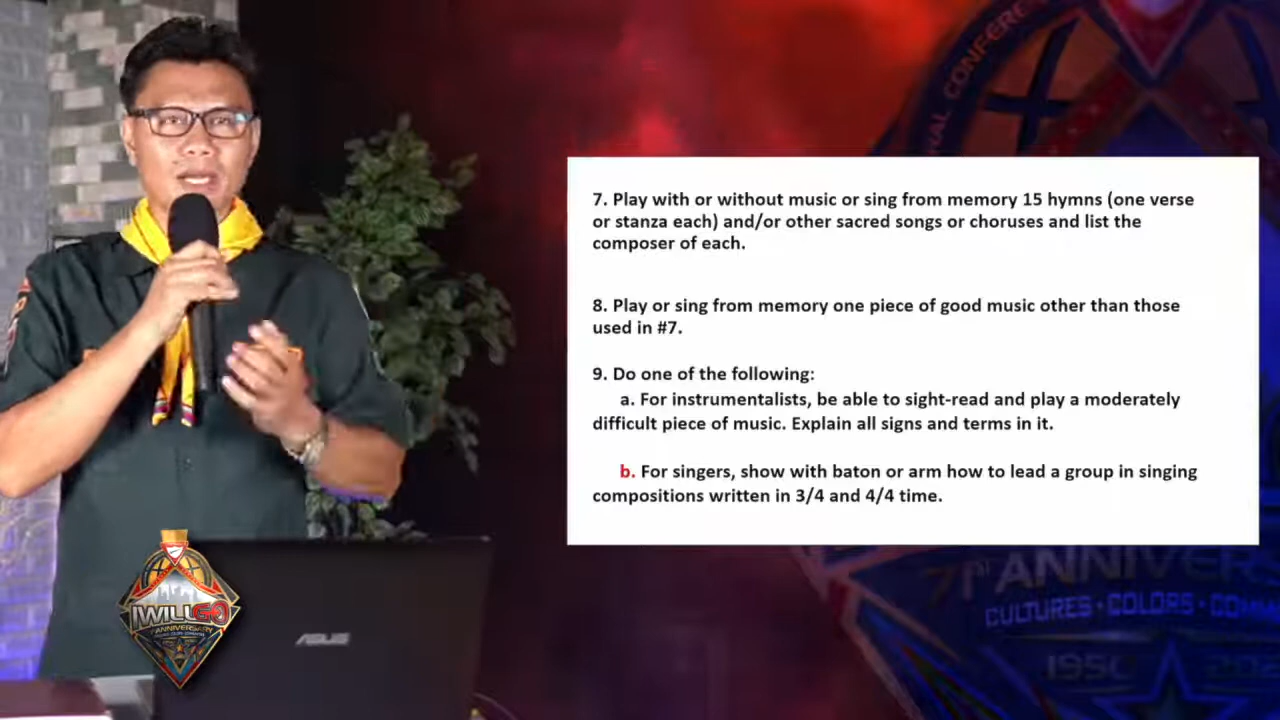 7. Play with or without music or sing from memory 15 hymns (one verse
or stanza each) and/or other sacred songs or choruses and list the
composer of each.
8. Play or sing from memory one piece of good music other than those
used in #7.
9. Do one of the following:
a. For instrumentalists, be able to sight-read and play a moderately
difficult piece of music. Explain all signs and terms in it.
b. For singers, show with baton or arm how to lead a group in singing
compositions written in 3/4 and 4/4 time.
IWILLGO
ANNIVERSARY
ASUS
ANNIVER
CULTURES • COLORS •
1950